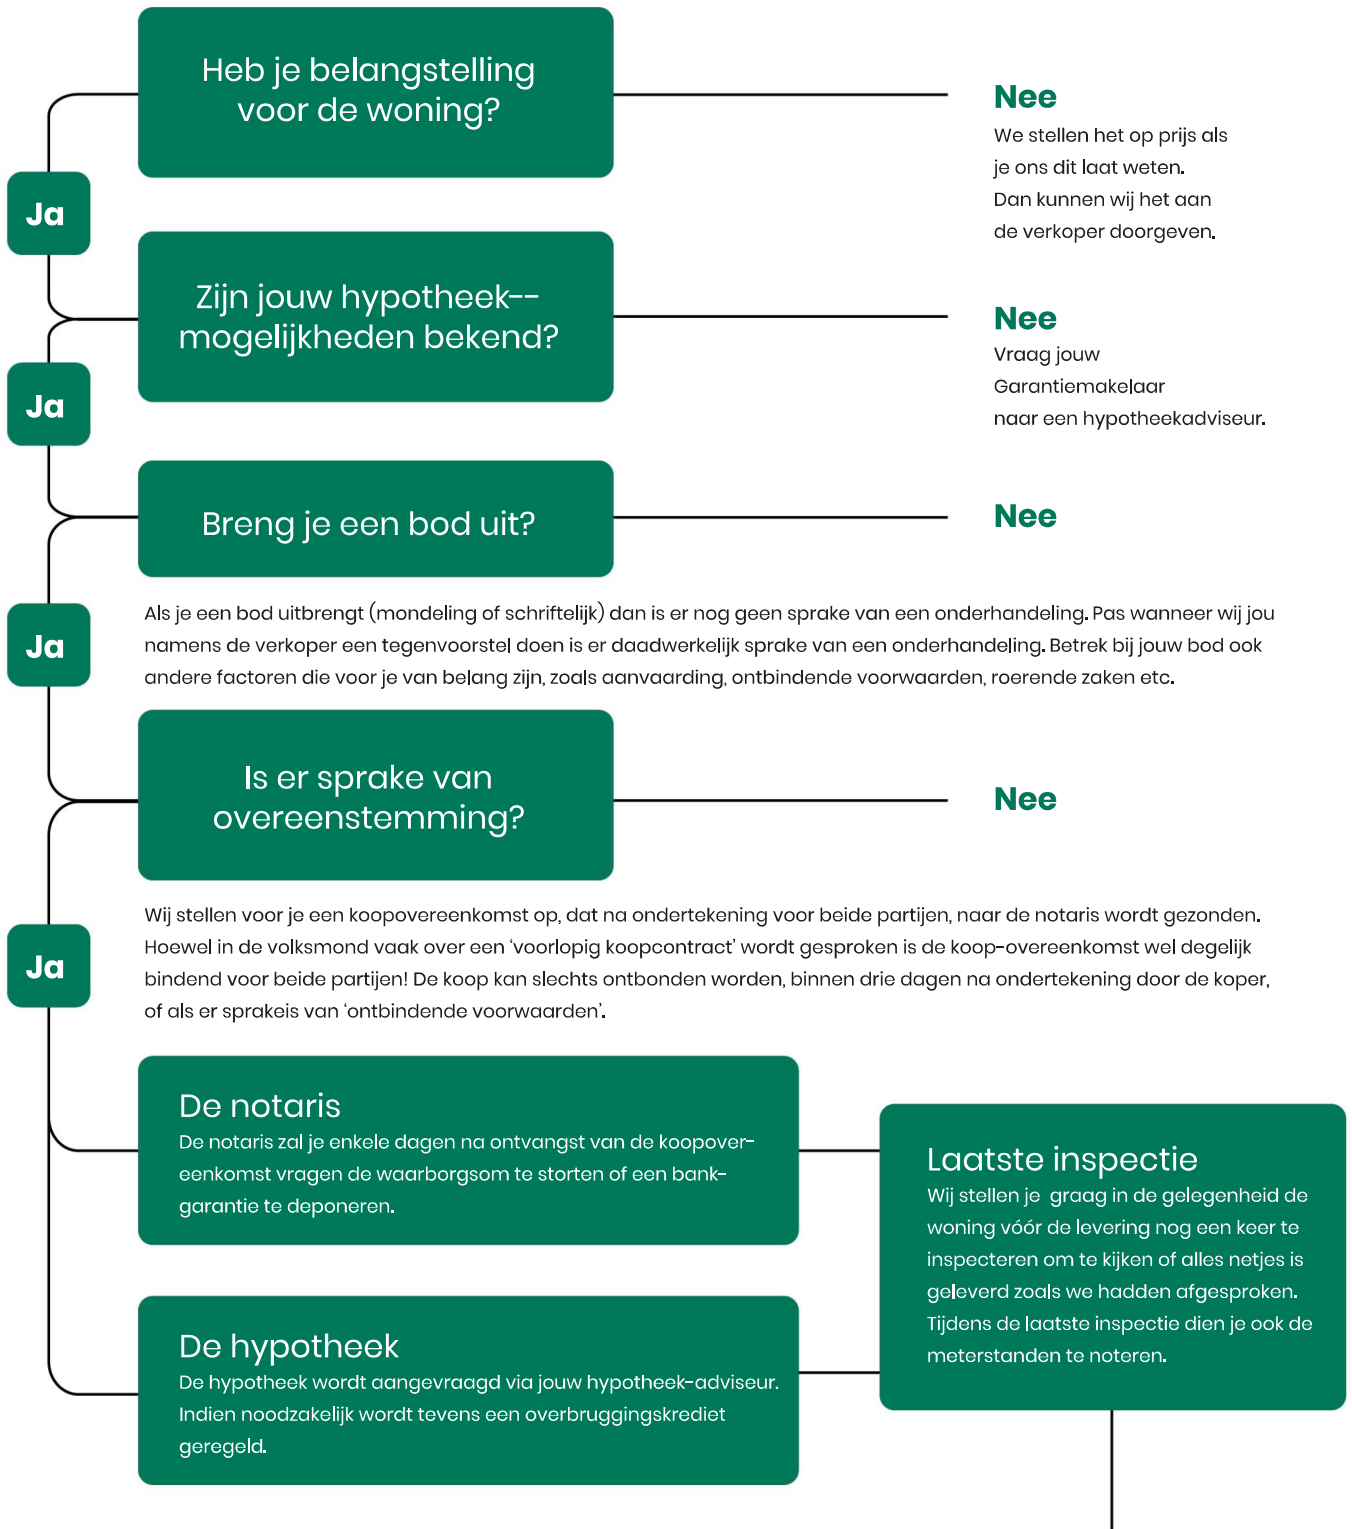 Heb je belangstelling
voor de woning?
Nee
We stellen het op prijs als
je ons dit laat weten.
Dan kunnen wij het aan
de verkoper doorgeven.
Ja
Zijn jouw hypotheek--
mogelijkheden bekend?
Nee
Vraag jouw
Garantiemakelaar
naar een hypotheekadviseur.
Ja
Breng je een bod uit?
Nee
Ja
Als je een bod uitbrengt (mondeling of schriftelijk) dan is er nog geen sprake van een onderhandeling. Pas wanneer wij jou
namens de verkoper een tegenvoorstel doen is er daadwerkelijk sprake van een onderhandeling. Betrek bij jouw bod ook
andere factoren die voor je van belang zijn, zoals aanvaarding, ontbindende voorwaarden, roerende zaken etc.
Is er sprake van
overeenstemming?
Nee
Ja
Wij stellen voor je een koopovereenkomst op, dat na ondertekening voor beide partijen, naar de notaris wordt gezonden.
Hoewel in de volksmond vaak over een ‘voorlopig koopcontract’ wordt gesproken is de koop-overeenkomst wel degelijk
bindend voor beide partijen! De koop kan slechts ontbonden worden, binnen drie dagen na ondertekening door de koper,
of als er sprakeis van ‘ontbindende voorwaarden’.
De notaris
De notaris zal je enkele dagen na ontvangst van de koopover-
eenkomst vragen de waarborgsom te storten of een bank-
garantie te deponeren.
De hypotheek
De hypotheek wordt aangevraagd via jouw hypotheek-adviseur.
Indien noodzakelijk wordt tevens een overbruggingskrediet
geregeld.
Laatste inspectie
Wij stellen je graag in de gelegenheid de
woning vóór de levering nog een keer te
inspecteren om te kijken of alles netjes is
geleverd zoals we hadden afgesproken.
Tijdens de laatste inspectie dien je ook de
meterstanden te noteren.